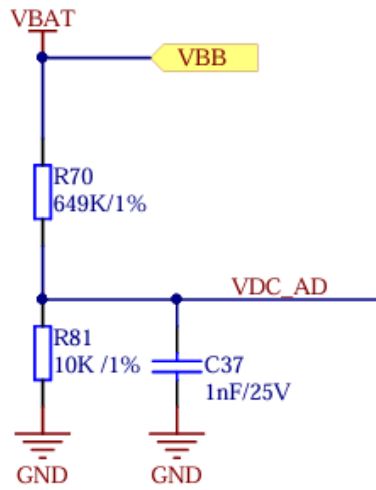 VBAT
VBB
R70
649K/1%
VDC_AD
R81
10K /1%
C37
1nF/25V
GND
GND